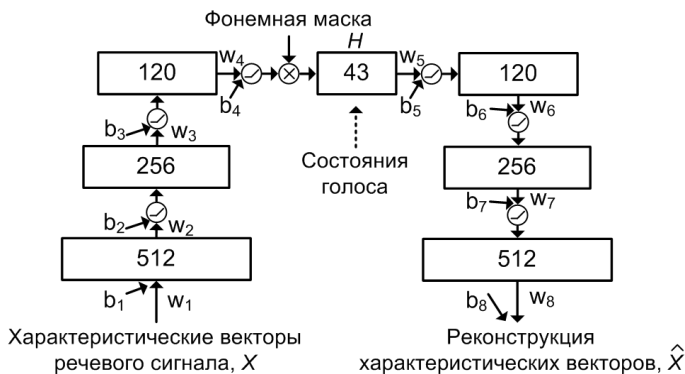 Фонемная маска
H
120
w₄
b₄
43
w₅
b₅
120
b₃
w₃
b₆
w₆
256
Состояния
голоса
256
b₂
w₂
b₇
w₇
512
512
b₁
w₁
b₈
w₈
Характеристические векторы
речевого сигнала, X
Реконструкция
характеристических векторов, X̂